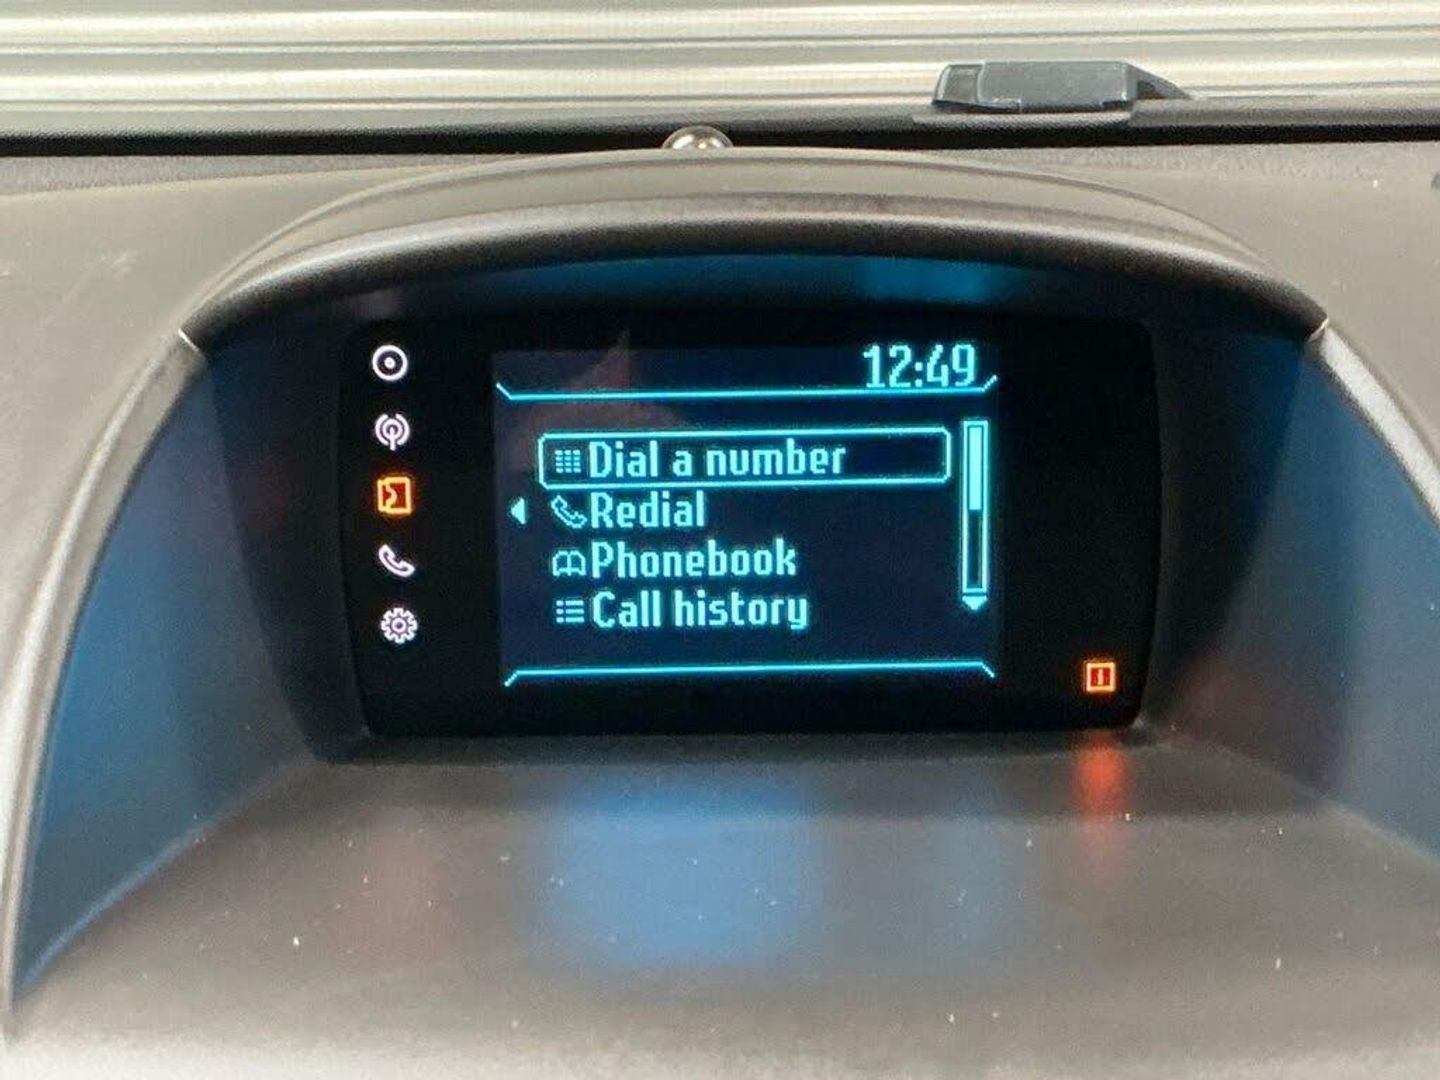 12:49
Dial a number
Redial
Phonebook
Call history